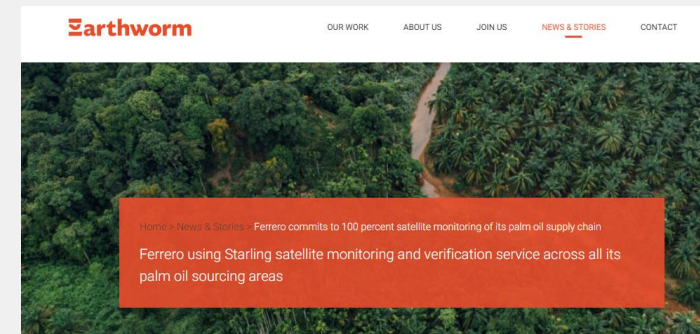 Earthworm
OUR WORK ABOUT US JOIN US NEWS & STORIES CONTACT
Home > News & Stories > Ferrero commits to 100 percent satellite monitoring of its palm oil supply chain
Ferrero using Starling satellite monitoring and verification service across all its
palm oil sourcing areas